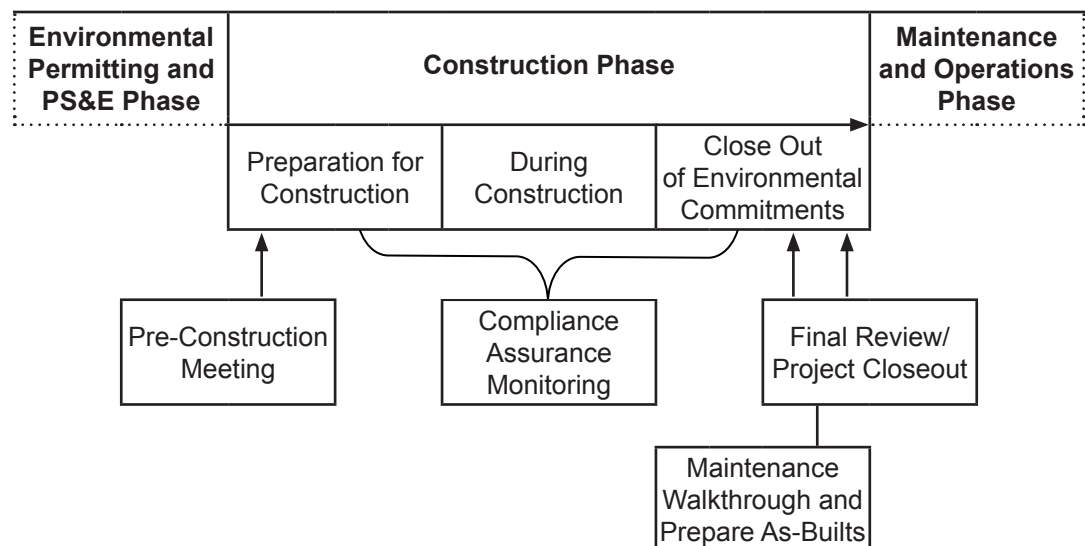 Environmental
Permitting and
PS&E Phase
Construction Phase
Maintenance
and Operations
Phase
Preparation for
Construction
During
Construction
Close Out
of Environmental
Commitments
Pre-Construction
Meeting
Compliance
Assurance
Monitoring
Final Review/
Project Closeout
Maintenance
Walkthrough and
Prepare As-Builts